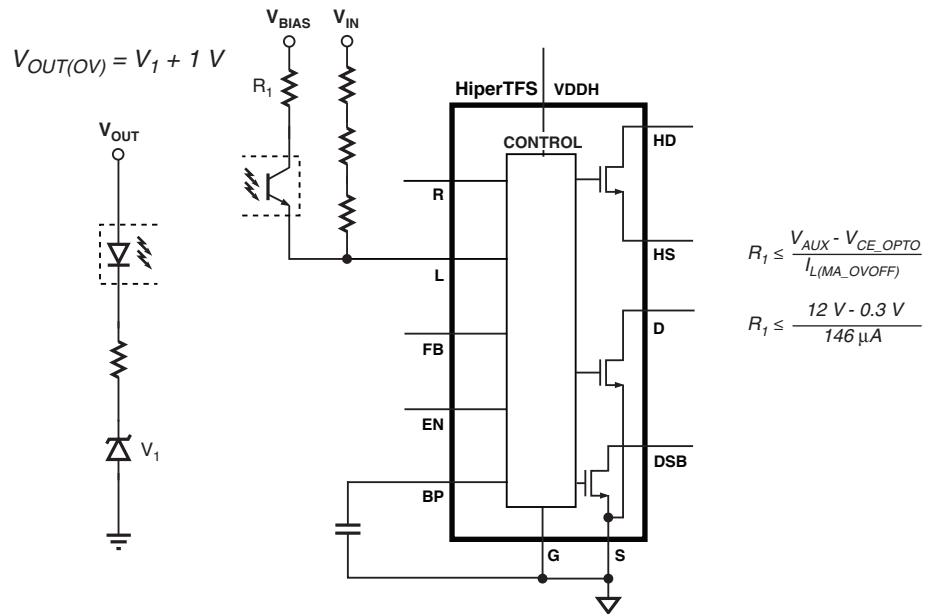 V_BIAS
V_IN
V_OUT(OV) = V_1 + 1 V
R_1
HiperTFS
VDDH
V_OUT
CONTROL
HD
R
HS
R_1 ≤ (V_AUX - V_CE_OPTO) / I_L(MA_OVOFF)
L
D
R_1 ≤ (12 V - 0.3 V) / 146 µA
FB
EN
V_1
DSB
BP
G
S